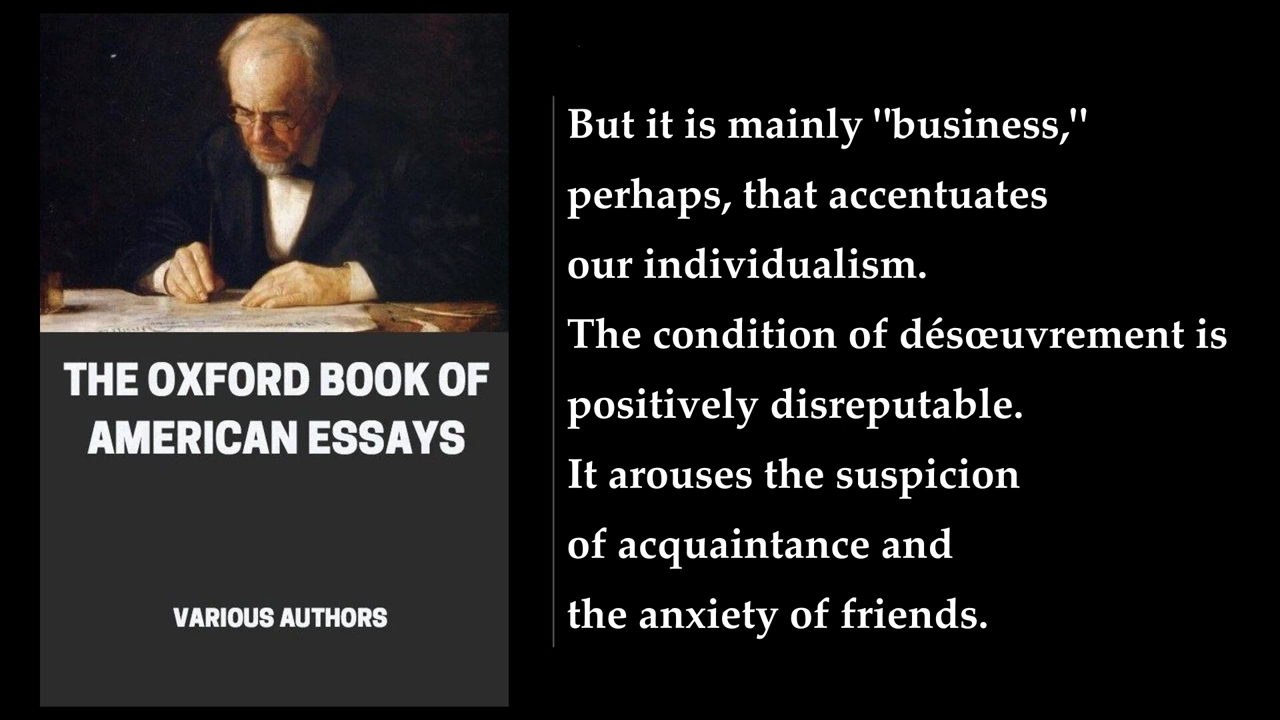 THE OXFORD BOOK OF
AMERICAN ESSAYS
VARIOUS AUTHORS
But it is mainly "business,"
perhaps, that accentuates
our individualism.
The condition of désœuvrement is
positively disreputable.
It arouses the suspicion
of acquaintance and
the anxiety of friends.